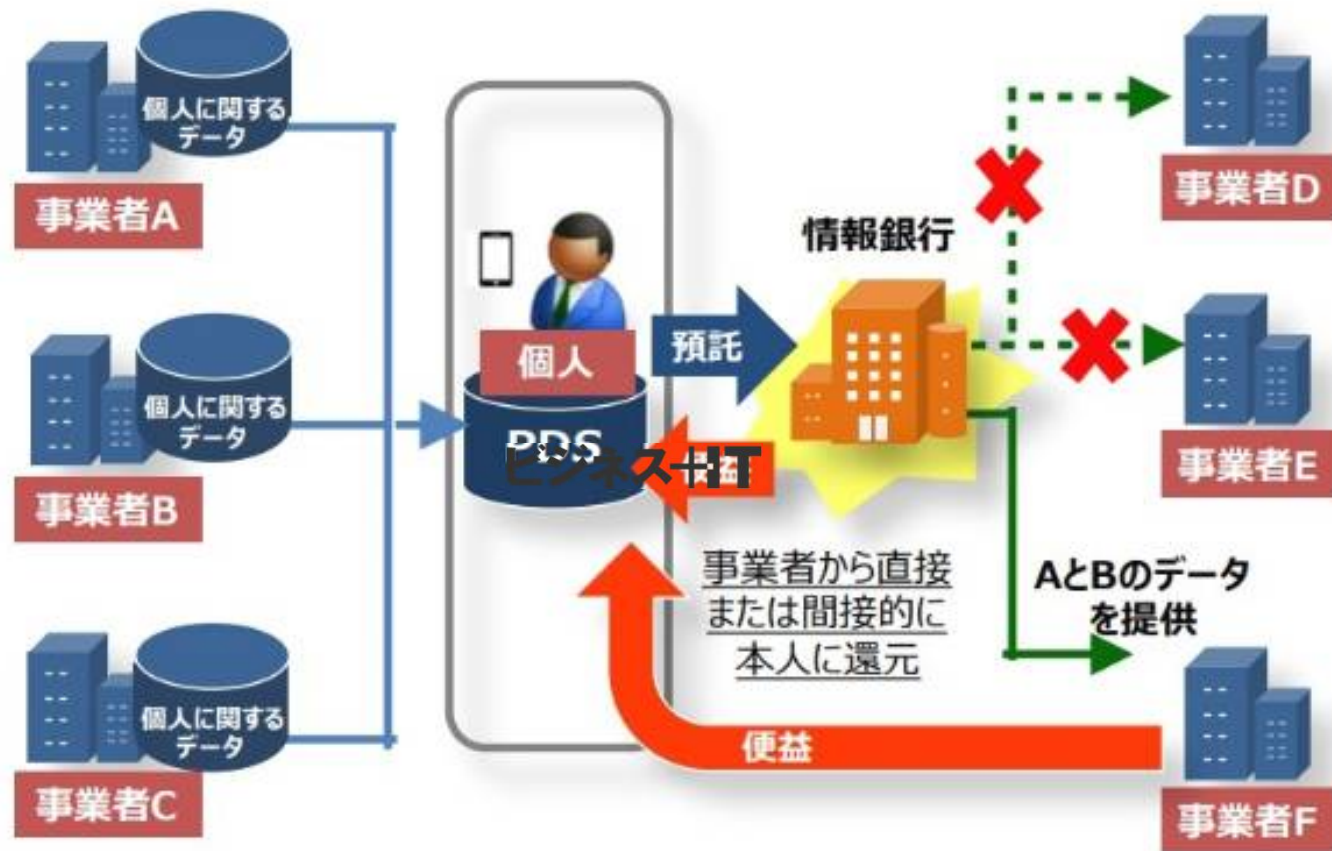 個人に関する
データ
事業者A
個人に関する
データ
事業者B
個人に関する
データ
事業者C
個人
PDS
ビジネス+IT
預託
便益
情報銀行
事業者から直接
または間接的に
本人に還元
便益
AとBのデータ
を提供
事業者D
事業者E
事業者F